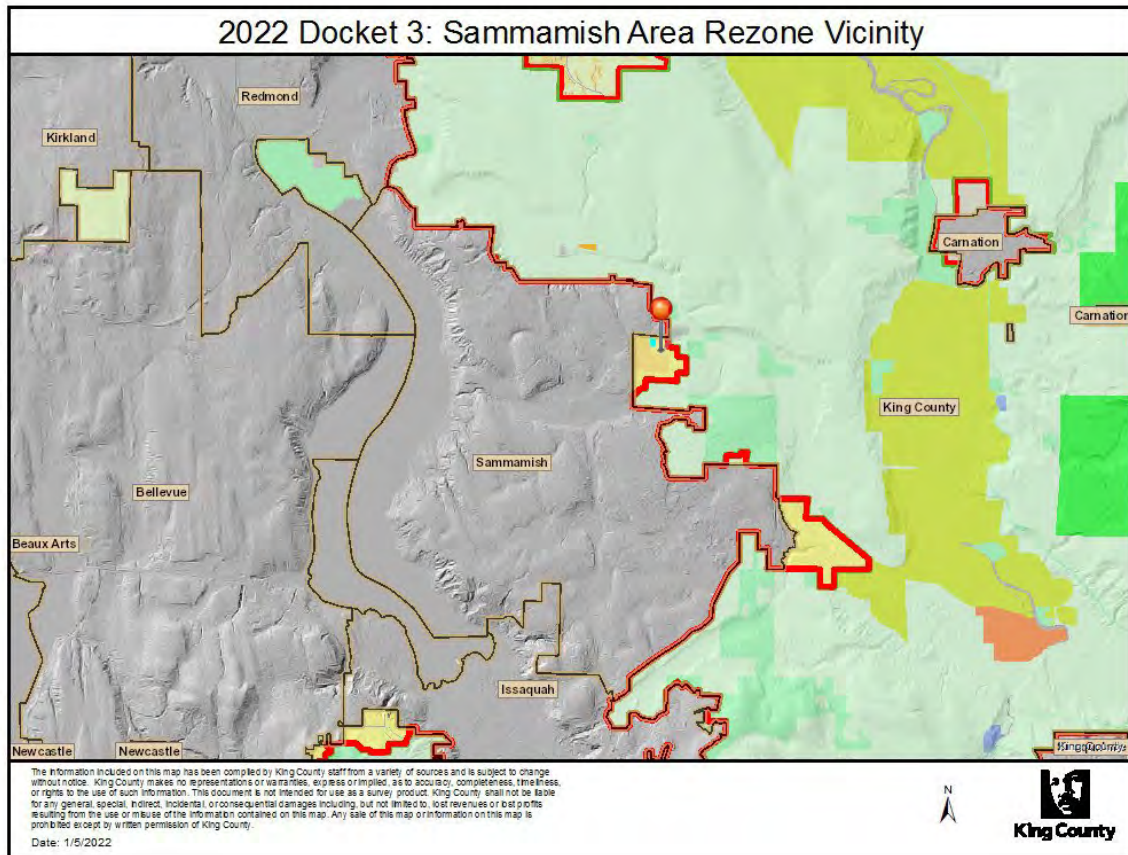 2022 Docket 3: Sammamish Area Rezone Vicinity
Redmond
Kirkland
Carnation
Carnation
King County
Sammamish
Bellevue
Beaux Arts
Issaquah
Newcastle
Newcastle
King County
The information included on this map has been compiled by King County staff from a variety of sources and is subject to change
without notice. King County makes no representations or warranties, express or implied, as to accuracy, completeness, timeliness,
or rights to the use of such information. This document is not intended for use as a survey product. King County shall not be liable
for any general, special, indirect, incidental, or consequential damages including, but not limited to, lost revenues or lost profits
resulting from the use or misuse of the information contained on this map. Any sale of this map or information on this map is
prohibited except by written permission of King County.
Date: 1/5/2022
N
King County